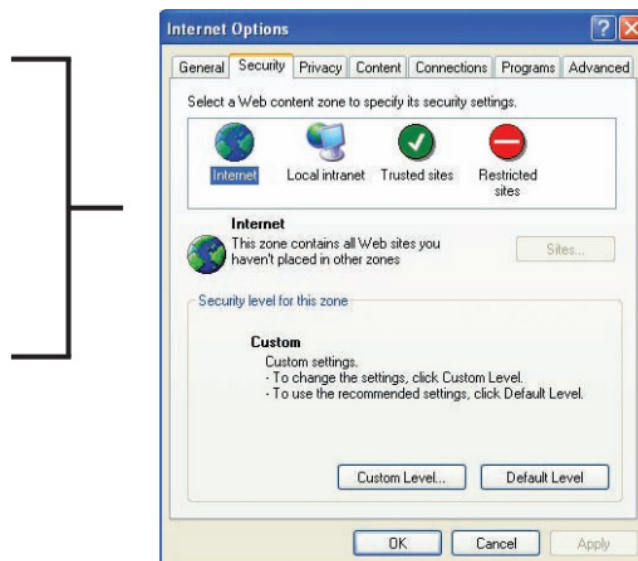 Internet Options
General Security Privacy Content Connections Programs Advanced
Select a Web content zone to specify its security settings.
Internet Local intranet Trusted sites Restricted sites
Internet
This zone contains all Web sites you
haven't placed in other zones
Sites...
Security level for this zone
Custom
Custom settings.
- To change the settings, click Custom Level.
- To use the recommended settings, click Default Level.
Custom Level... Default Level
OK Cancel Apply